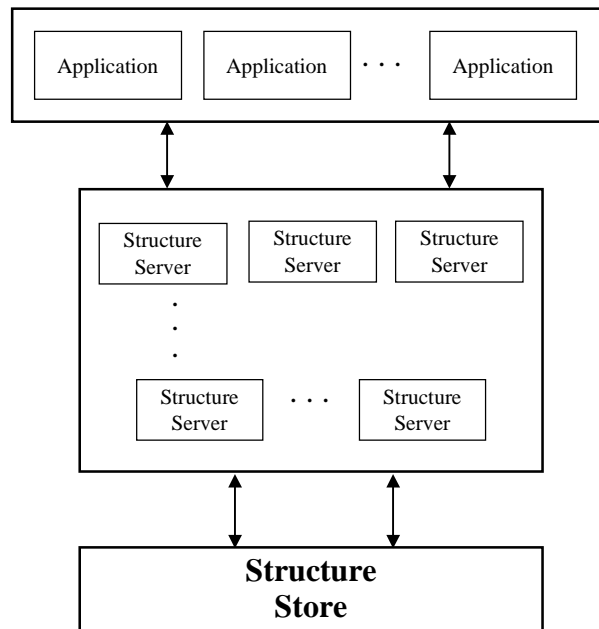 Application Application . . . Application
Structure Structure Structure
Server Server Server
.
.
.
Structure . . . Structure
Server Server
Structure
Store